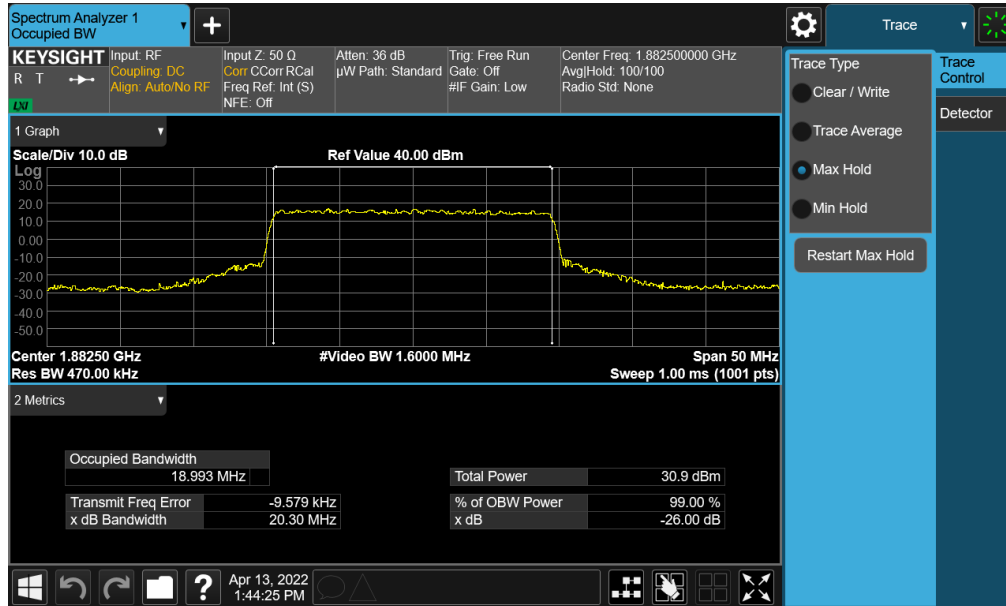 Spectrum Analyzer 1
Occupied BW
+
Trace
KEYSIGHT
R T
LXI
Input: RF
Coupling: DC
Align: Auto/No RF
Input Z: 50 Ω
Corr CCorr RCal
Freq Ref: Int (S)
NFE: Off
Atten: 36 dB
µW Path: Standard
Trig: Free Run
Gate: Off
#IF Gain: Low
Center Freq: 1.882500000 GHz
Avg|Hold: 100/100
Radio Std: None
1 Graph
Scale/Div 10.0 dB
Ref Value 40.00 dBm
Log
30.0
20.0
10.0
0.00
-10.0
-20.0
-30.0
-40.0
-50.0
Center 1.88250 GHz
#Video BW 1.6000 MHz
Span 50 MHz
Res BW 470.00 kHz
Sweep 1.00 ms (1001 pts)
2 Metrics
Occupied Bandwidth
18.993 MHz
Total Power 30.9 dBm
Transmit Freq Error -9.579 kHz
% of OBW Power 99.00 %
x dB Bandwidth 20.30 MHz
x dB -26.00 dB
?
Apr 13, 2022
1:44:25 PM
Trace Type
Clear / Write
Trace Average
Max Hold
Min Hold
Restart Max Hold
Trace
Control
Detector